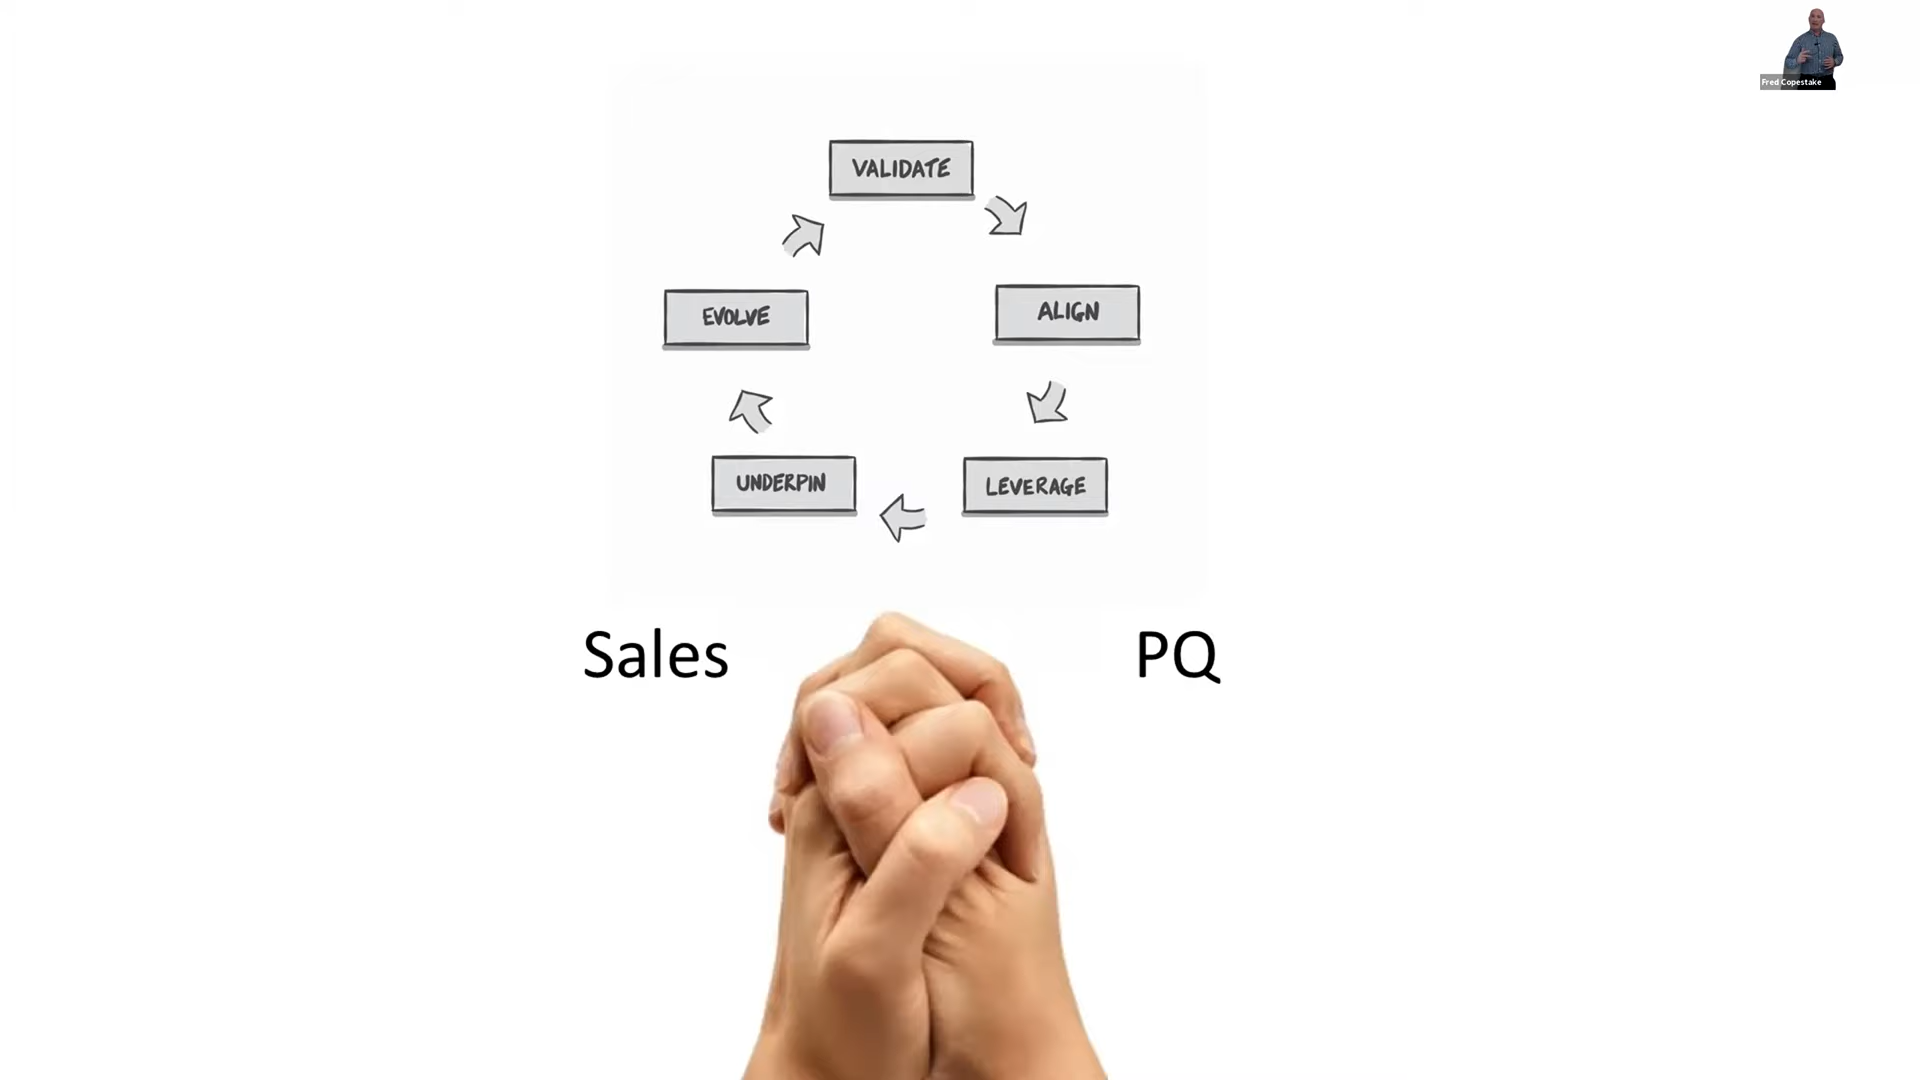 Fred Copestake
VALIDATE
EVOLVE
ALIGN
UNDERPIN
LEVERAGE
Sales
PQ